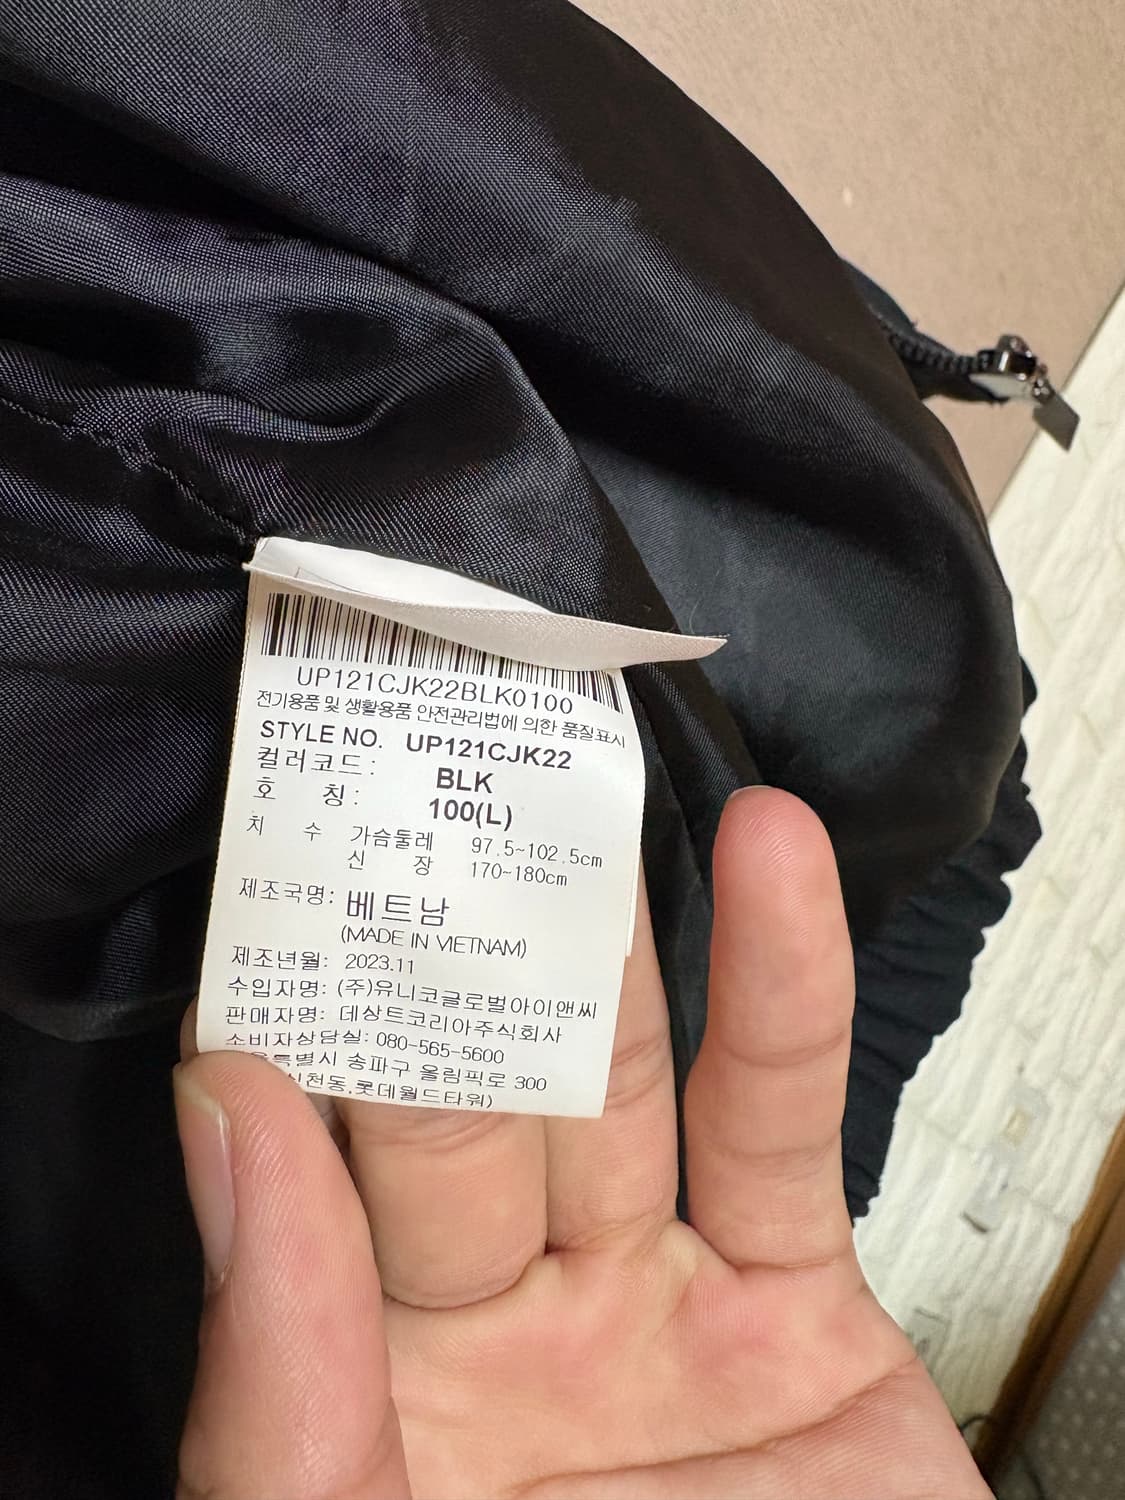 UP121CJK22BLK0100
전기용품 및 생활용품 안전관리법에 의한 품질표시
STYLE NO. UP121CJK22
컬러코드: BLK
호 칭: 100(L)
치 수 가슴둘레 97.5~102.5cm
신 장 170~180cm
제조국명: 베트남
(MADE IN VIETNAM)
제조년월: 2023.11
수입자명: (주)유니코글로벌아이앤씨
판매자명: 데상트코리아주식회사
소비자상담실: 080-565-5600
특별시 송파구 올림픽로 300
천동,롯데월드타워)